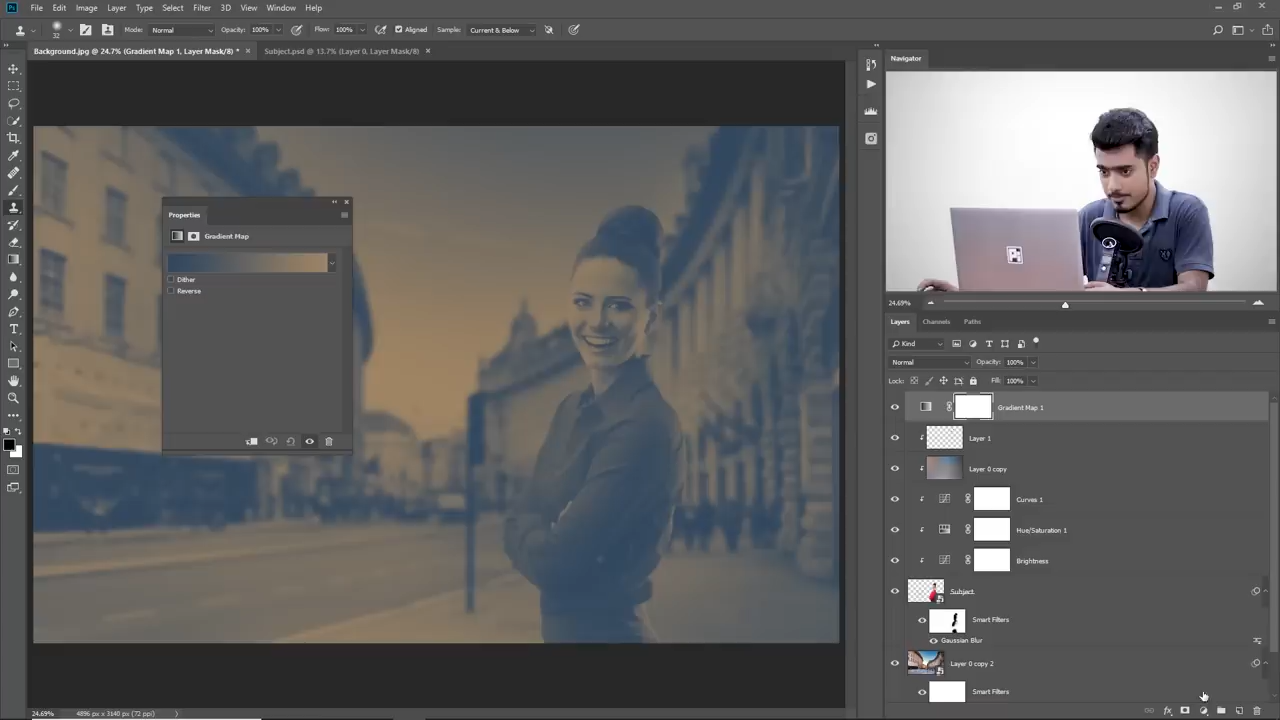 Ps File Edit Image Layer Type Select Filter 3D View Window Help
32 Mode: Normal Opacity: 100% Flow: 100% Aligned Sample: Current & Below
Background.jpg @ 24.7% (Gradient Map 1, Layer Mask/8) * × Subject.psd @ 13.7% (Layer 0, Layer Mask/8) ×
Navigator
Properties
Gradient Map
Dither
Reverse
24.69%
Layers Channels Paths
Kind
Normal Opacity: 100%
Lock: Fill: 100%
Gradient Map 1
Layer 1
Layer 0 copy
Curves 1
Hue/Saturation 1
Brightness
Subject
Smart Filters
Gaussian Blur
Layer 0 copy 2
Smart Filters
24.69% 4896 px x 3140 px (72 ppi)